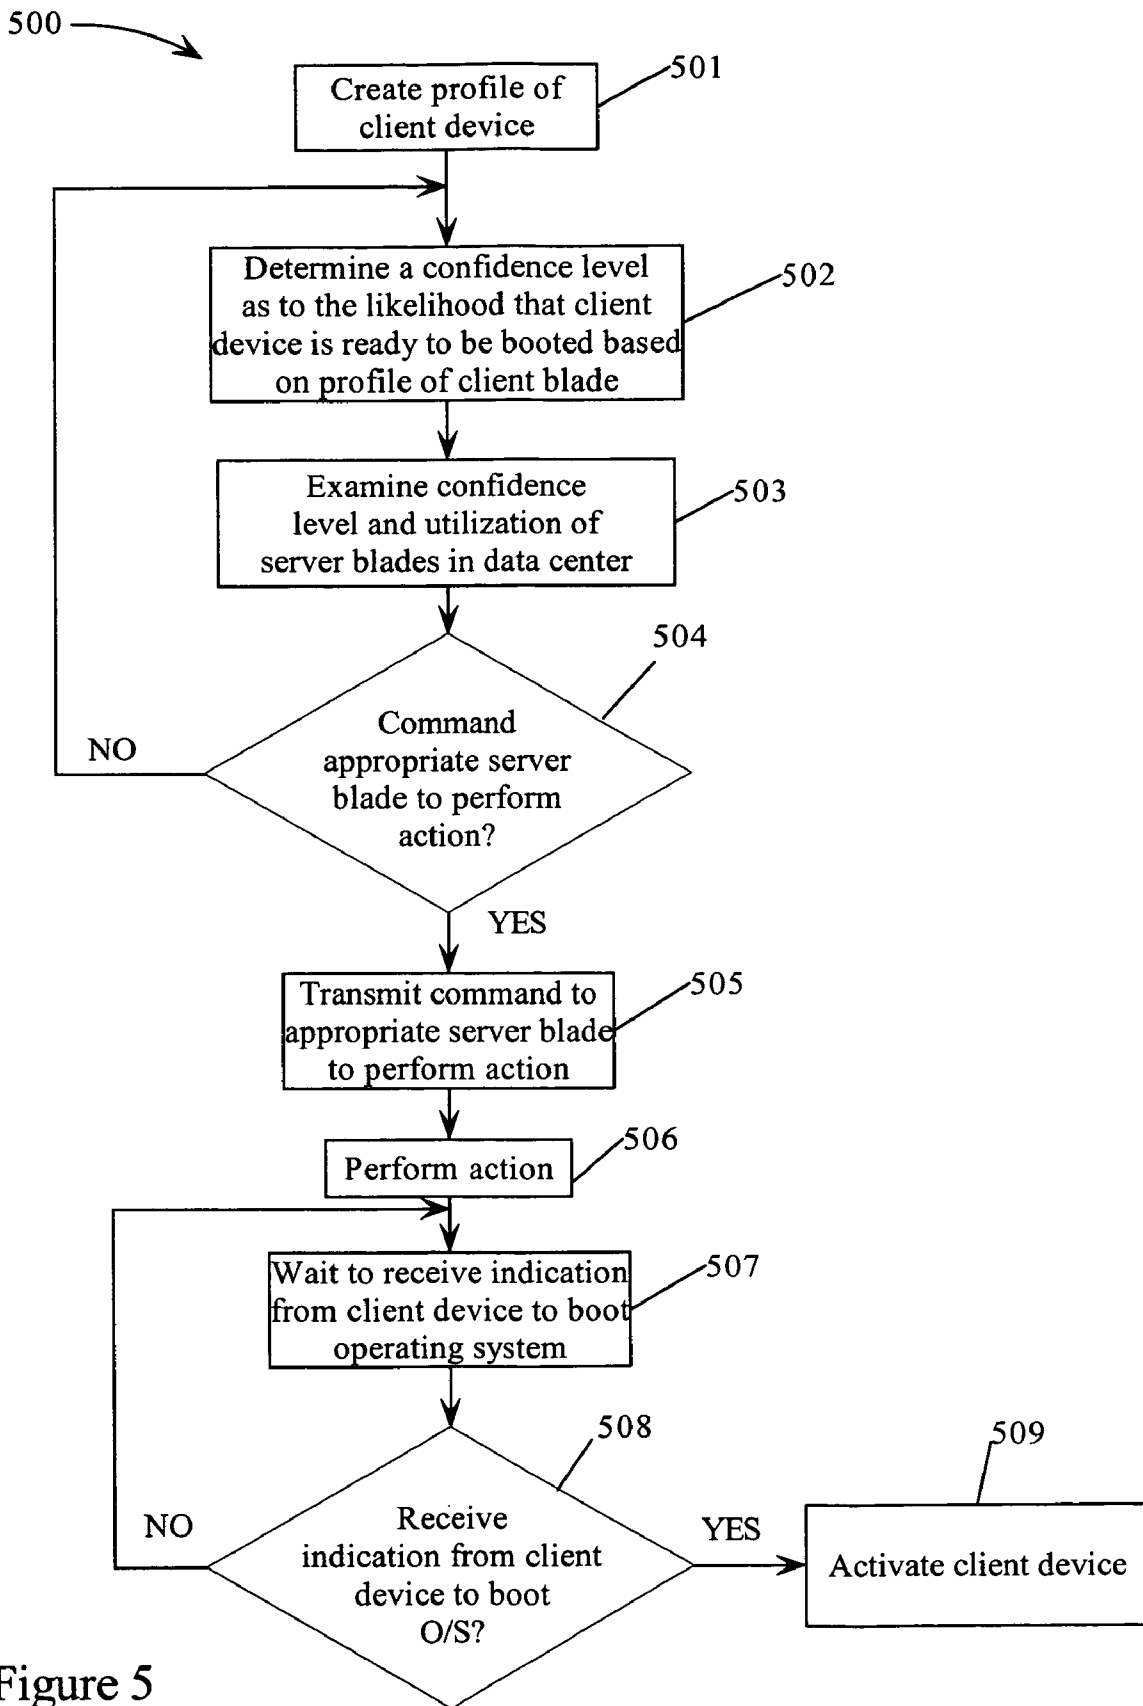 500
501
Create profile of
client device
502
Determine a confidence level
as to the likelihood that client
device is ready to be booted based
on profile of client blade
503
Examine confidence
level and utilization of
server blades in data center
504
Command
appropriate server
blade to perform
action?
NO
YES
505
Transmit command to
appropriate server blade
to perform action
506
Perform action
507
Wait to receive indication
from client device to boot
operating system
508
Receive
indication from client
device to boot
O/S?
NO
YES
509
Activate client device
Figure 5